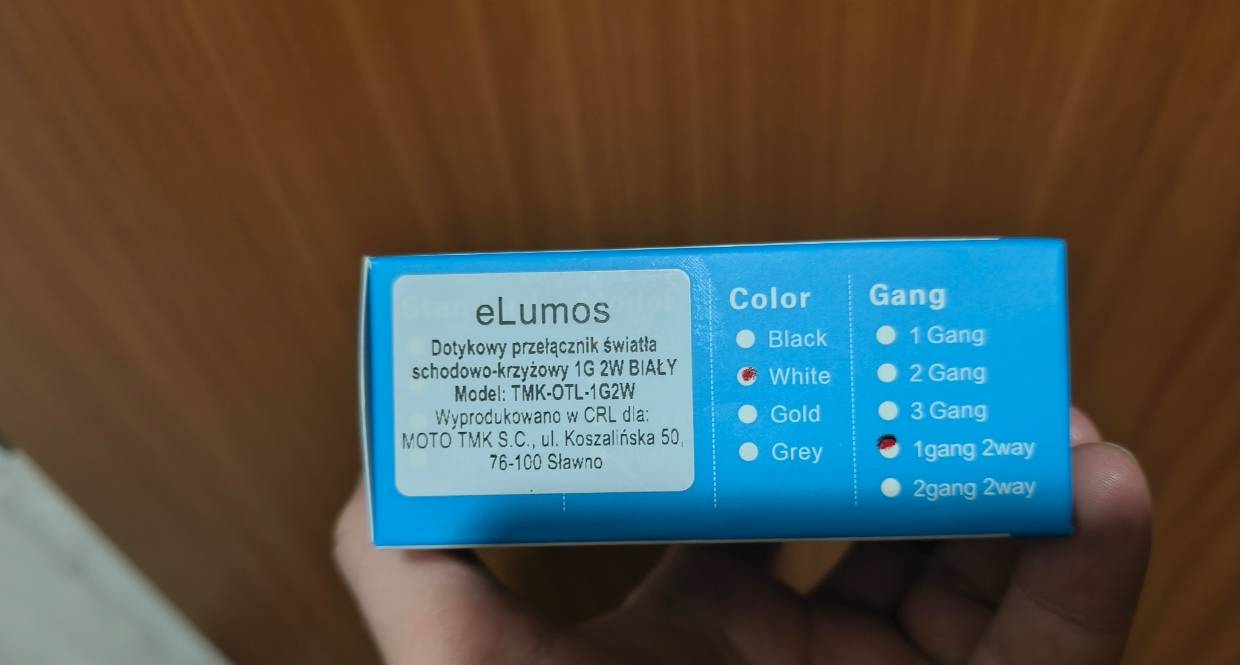 eLumos
Dotykowy przełącznik światła
schodowo-krzyżowy 1G 2W BIAŁY
Model: TMK-OTL-1G2W
Wyprodukowano w CRL dla:
MOTO TMK S.C., ul. Koszalińska 50,
76-100 Sławno
Color
Black
White
Gold
Grey
Gang
1 Gang
2 Gang
3 Gang
1gang 2way
2gang 2way